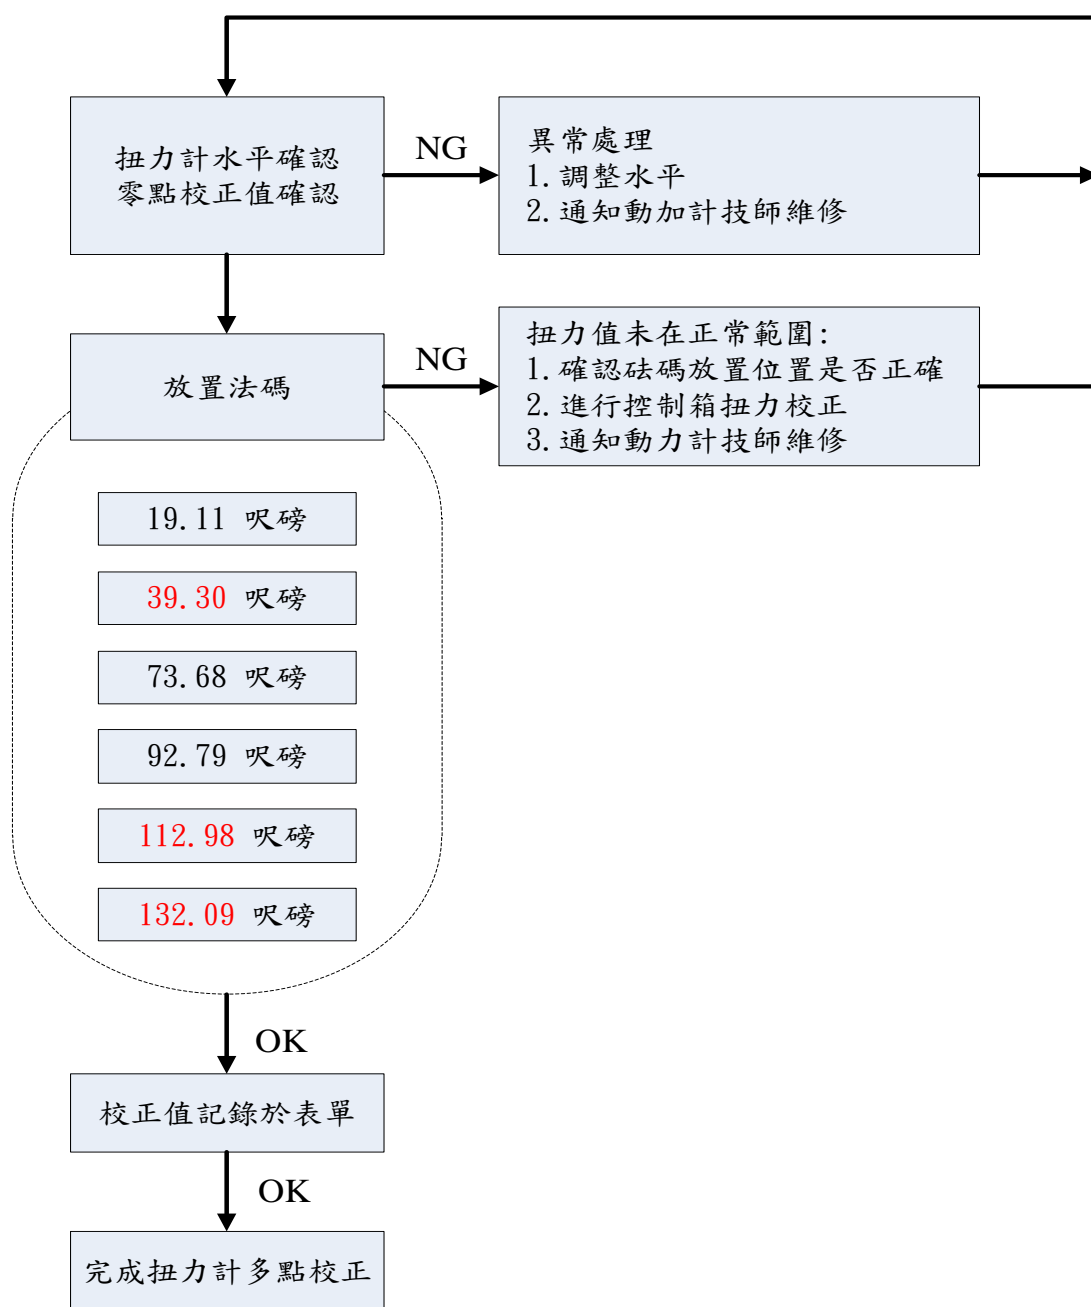 扭力計水平確認
零點校正值確認
NG
異常處理
1.調整水平
2.通知動加計技師維修
放置法碼
NG
扭力值未在正常範圍:
1.確認砝碼放置位置是否正確
2.進行控制箱扭力校正
3.通知動力計技師維修
19.11 呎磅
39.30 呎磅
73.68 呎磅
92.79 呎磅
112.98 呎磅
132.09 呎磅
OK
校正值記錄於表單
OK
完成扭力計多點校正